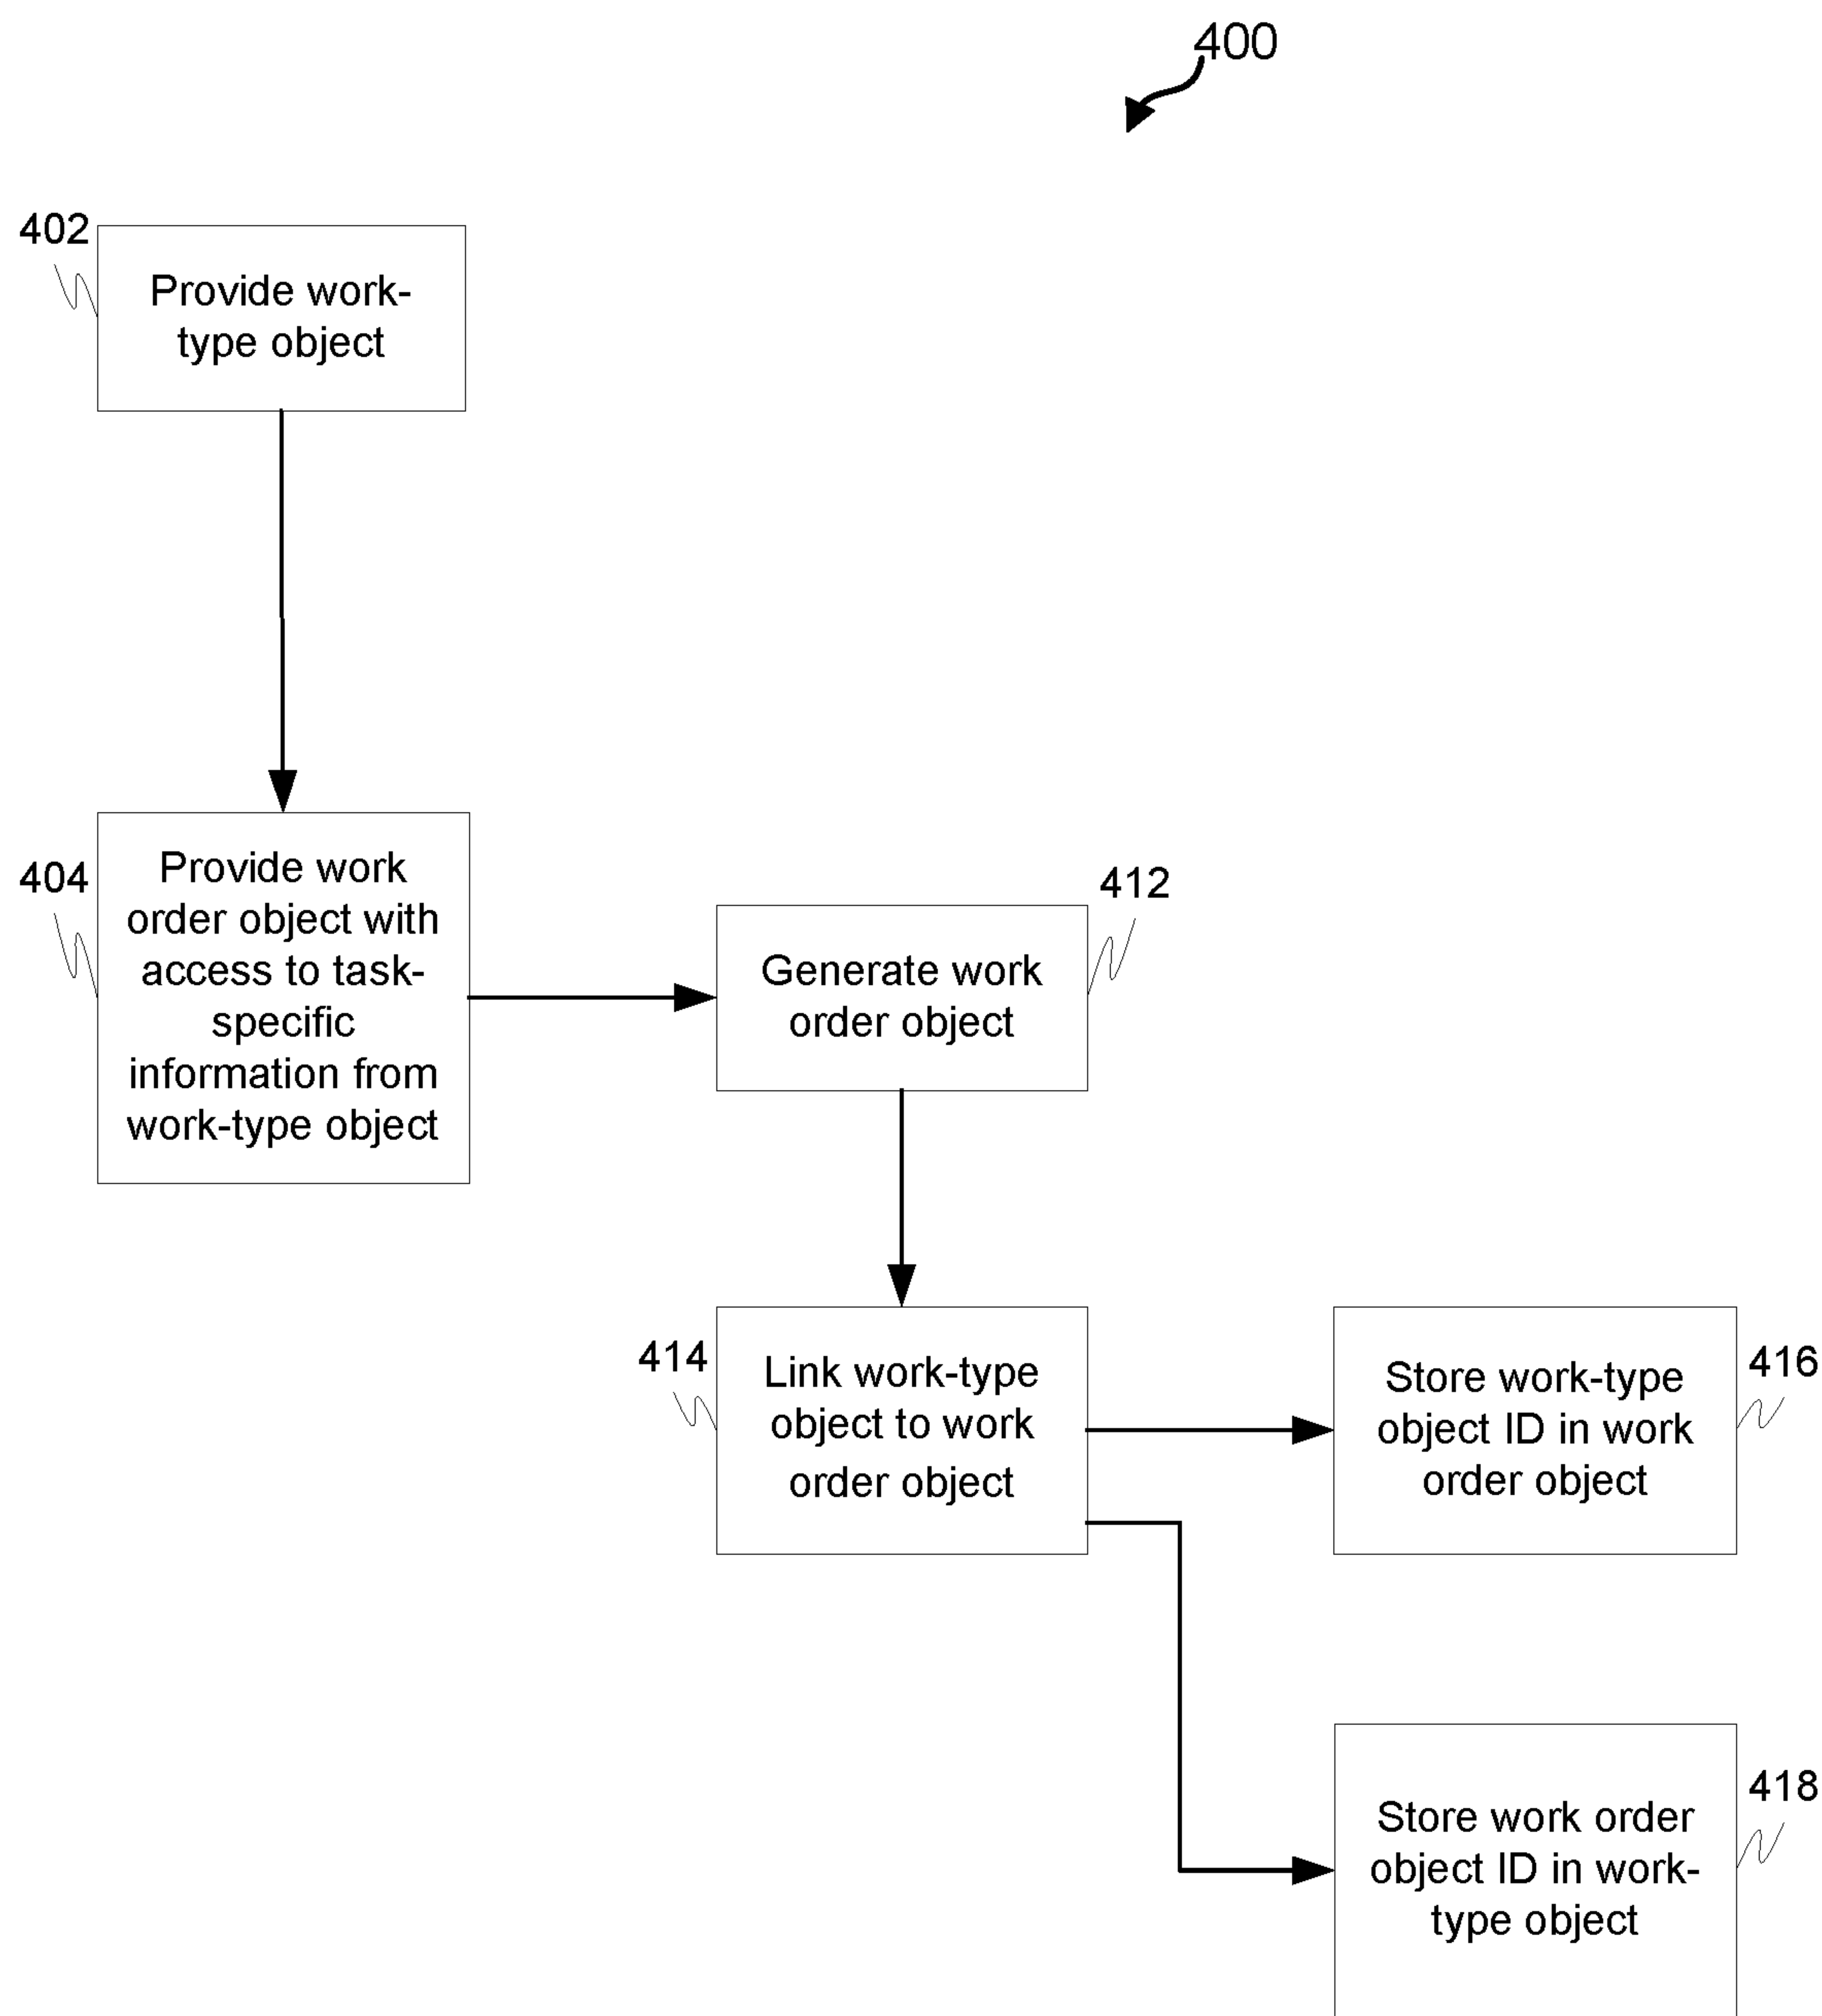 400
402
Provide work-
type object
404
Provide work
order object with
access to task-
specific
information from
work-type object
412
Generate work
order object
414
Link work-type
object to work
order object
416
Store work-type
object ID in work
order object
418
Store work order
object ID in work-
type object